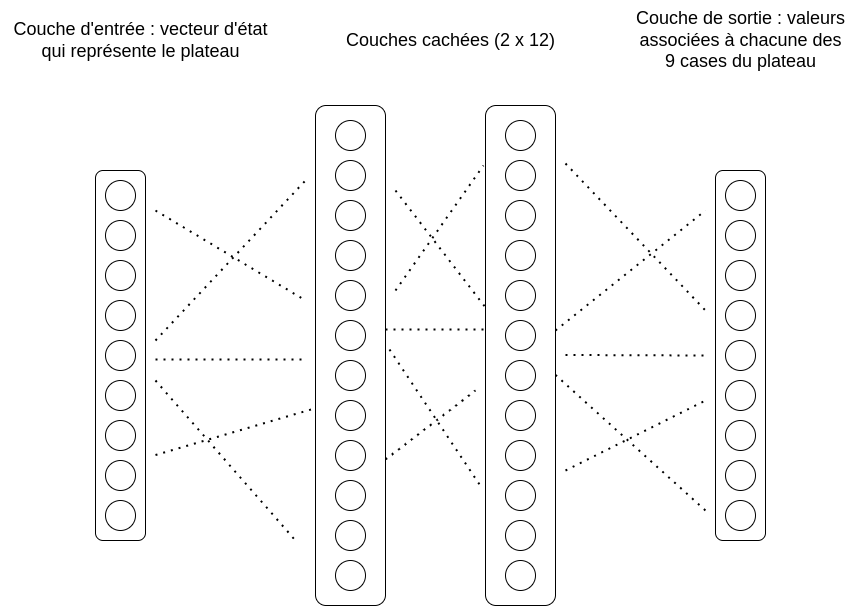 Couche d'entrée : vecteur d'état
qui représente le plateau
Couches cachées (2 x 12)
Couche de sortie : valeurs
associées à chacune des
9 cases du plateau